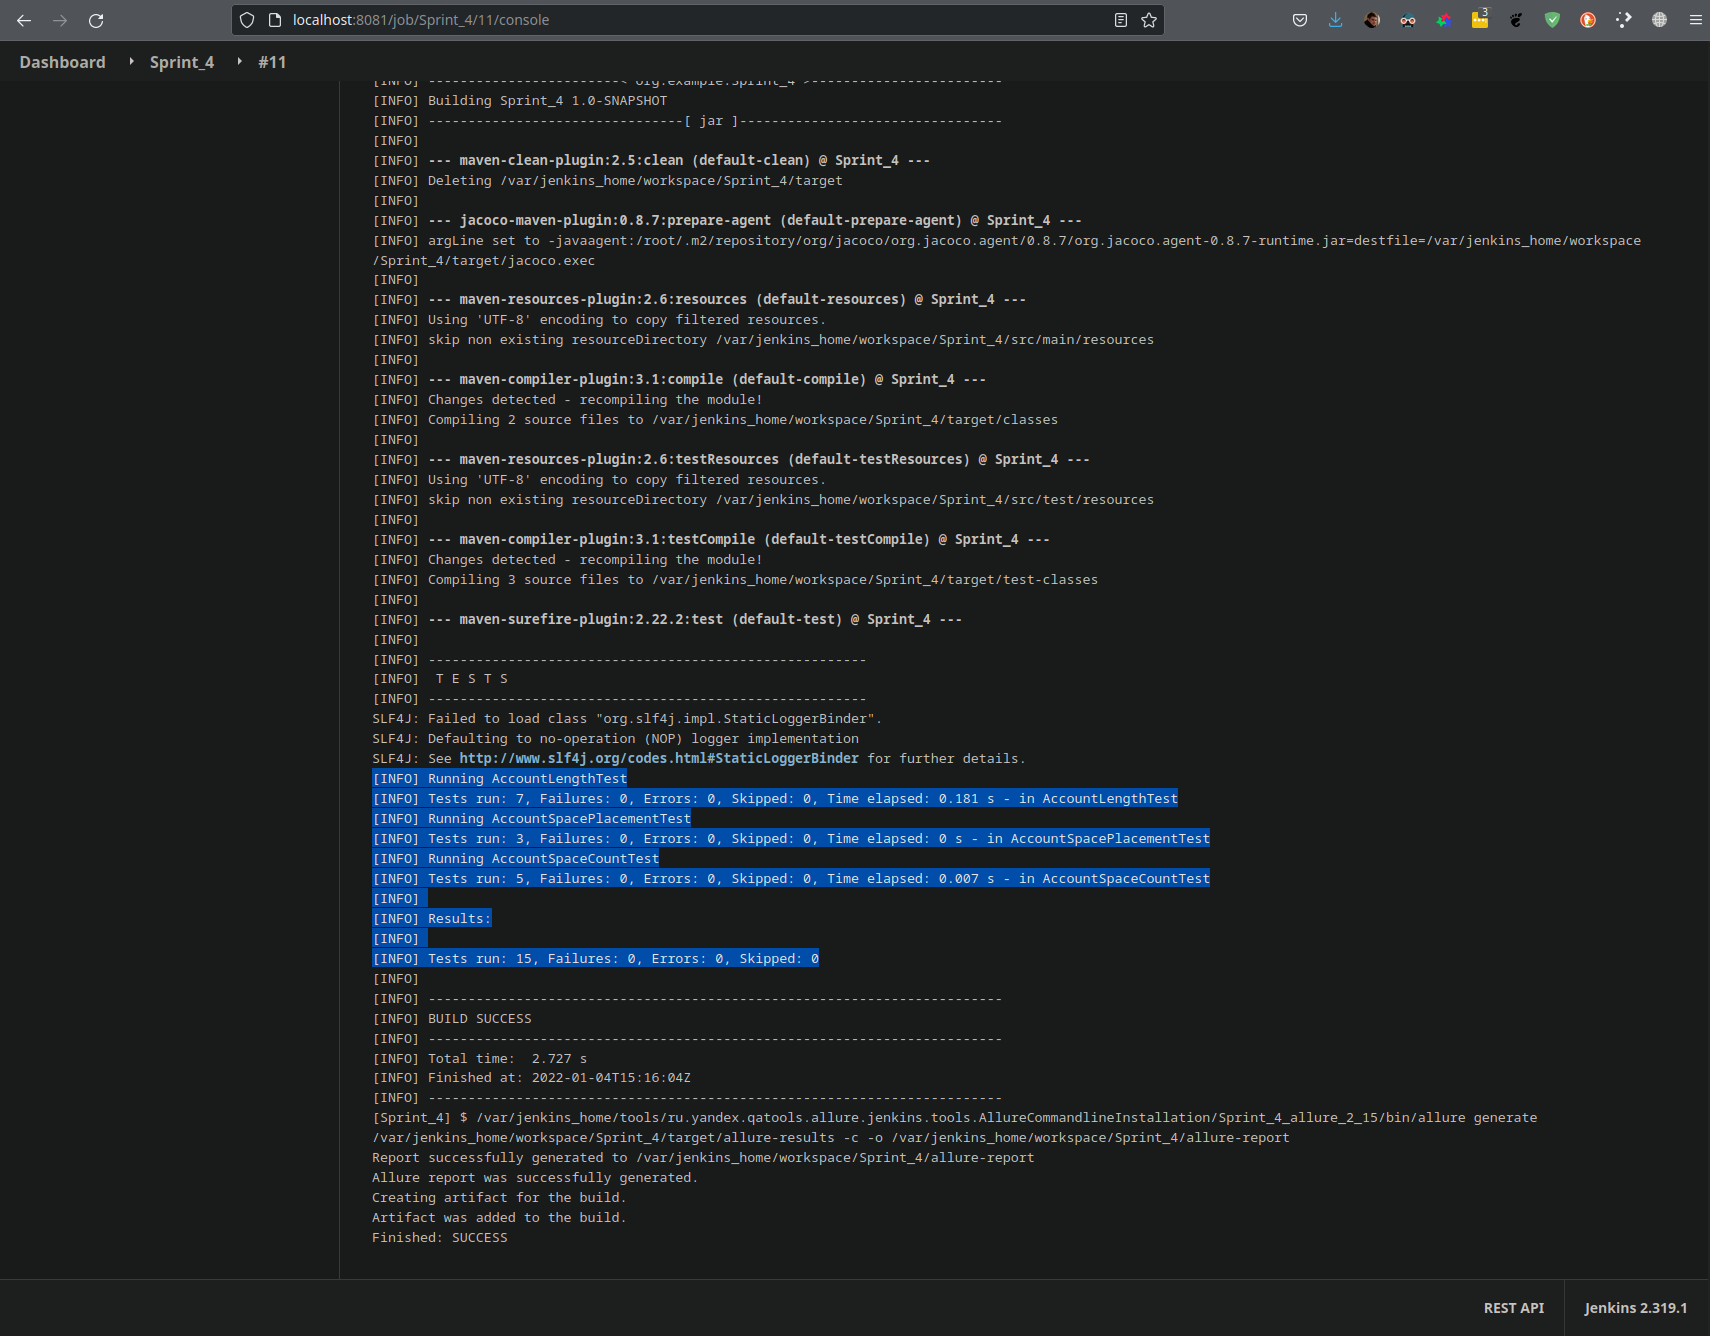 localhost:8081/job/Sprint_4/11/console
3
Dashboard
Sprint_4
#11
[INFO] ------------------------< org.example:Sprint_4 >------------------------
[INFO] Building Sprint_4 1.0-SNAPSHOT
[INFO] --------------------------------[ jar ]---------------------------------
[INFO]
[INFO] --- maven-clean-plugin:2.5:clean (default-clean) @ Sprint_4 ---
[INFO] Deleting /var/jenkins_home/workspace/Sprint_4/target
[INFO]
[INFO] --- jacoco-maven-plugin:0.8.7:prepare-agent (default-prepare-agent) @ Sprint_4 ---
[INFO] argLine set to -javaagent:/root/.m2/repository/org/jacoco/org.jacoco.agent/0.8.7/org.jacoco.agent-0.8.7-runtime.jar=destfile=/var/jenkins_home/workspace
/Sprint_4/target/jacoco.exec
[INFO]
[INFO] --- maven-resources-plugin:2.6:resources (default-resources) @ Sprint_4 ---
[INFO] Using 'UTF-8' encoding to copy filtered resources.
[INFO] skip non existing resourceDirectory /var/jenkins_home/workspace/Sprint_4/src/main/resources
[INFO]
[INFO] --- maven-compiler-plugin:3.1:compile (default-compile) @ Sprint_4 ---
[INFO] Changes detected - recompiling the module!
[INFO] Compiling 2 source files to /var/jenkins_home/workspace/Sprint_4/target/classes
[INFO]
[INFO] --- maven-resources-plugin:2.6:testResources (default-testResources) @ Sprint_4 ---
[INFO] Using 'UTF-8' encoding to copy filtered resources.
[INFO] skip non existing resourceDirectory /var/jenkins_home/workspace/Sprint_4/src/test/resources
[INFO]
[INFO] --- maven-compiler-plugin:3.1:testCompile (default-testCompile) @ Sprint_4 ---
[INFO] Changes detected - recompiling the module!
[INFO] Compiling 3 source files to /var/jenkins_home/workspace/Sprint_4/target/test-classes
[INFO]
[INFO] --- maven-surefire-plugin:2.22.2:test (default-test) @ Sprint_4 ---
[INFO]
[INFO] -------------------------------------------------------
[INFO]  T E S T S
[INFO] -------------------------------------------------------
SLF4J: Failed to load class "org.slf4j.impl.StaticLoggerBinder".
SLF4J: Defaulting to no-operation (NOP) logger implementation
SLF4J: See http://www.slf4j.org/codes.html#StaticLoggerBinder for further details.
[INFO] Running AccountLengthTest
[INFO] Tests run: 7, Failures: 0, Errors: 0, Skipped: 0, Time elapsed: 0.181 s - in AccountLengthTest
[INFO] Running AccountSpacePlacementTest
[INFO] Tests run: 3, Failures: 0, Errors: 0, Skipped: 0, Time elapsed: 0 s - in AccountSpacePlacementTest
[INFO] Running AccountSpaceCountTest
[INFO] Tests run: 5, Failures: 0, Errors: 0, Skipped: 0, Time elapsed: 0.007 s - in AccountSpaceCountTest
[INFO]
[INFO] Results:
[INFO]
[INFO] Tests run: 15, Failures: 0, Errors: 0, Skipped: 0
[INFO]
[INFO] ------------------------------------------------------------------------
[INFO] BUILD SUCCESS
[INFO] ------------------------------------------------------------------------
[INFO] Total time:  2.727 s
[INFO] Finished at: 2022-01-04T15:16:04Z
[INFO] ------------------------------------------------------------------------
[Sprint_4] $ /var/jenkins_home/tools/ru.yandex.qatools.allure.jenkins.tools.AllureCommandlineInstallation/Sprint_4_allure_2_15/bin/allure generate
/var/jenkins_home/workspace/Sprint_4/target/allure-results -c -o /var/jenkins_home/workspace/Sprint_4/allure-report
Report successfully generated to /var/jenkins_home/workspace/Sprint_4/allure-report
Allure report was successfully generated.
Creating artifact for the build.
Artifact was added to the build.
Finished: SUCCESS
REST API
Jenkins 2.319.1